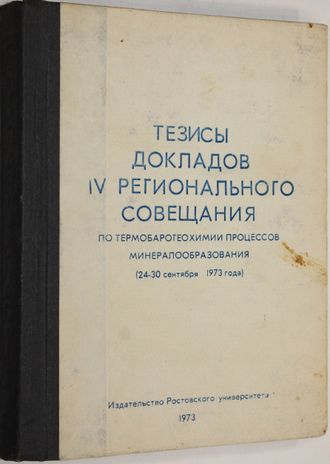 ТЕЗИСЫ
ДОКЛАДОВ
IV РЕГИОНАЛЬНОГО
СОВЕЩАНИЯ
ПО ТЕРМОБАРОГЕОХИМИИ ПРОЦЕССОВ
МИНЕРАЛООБРАЗОВАНИЯ
(24-30 сентября 1973 года)
Издательство Ростовского университета
1973